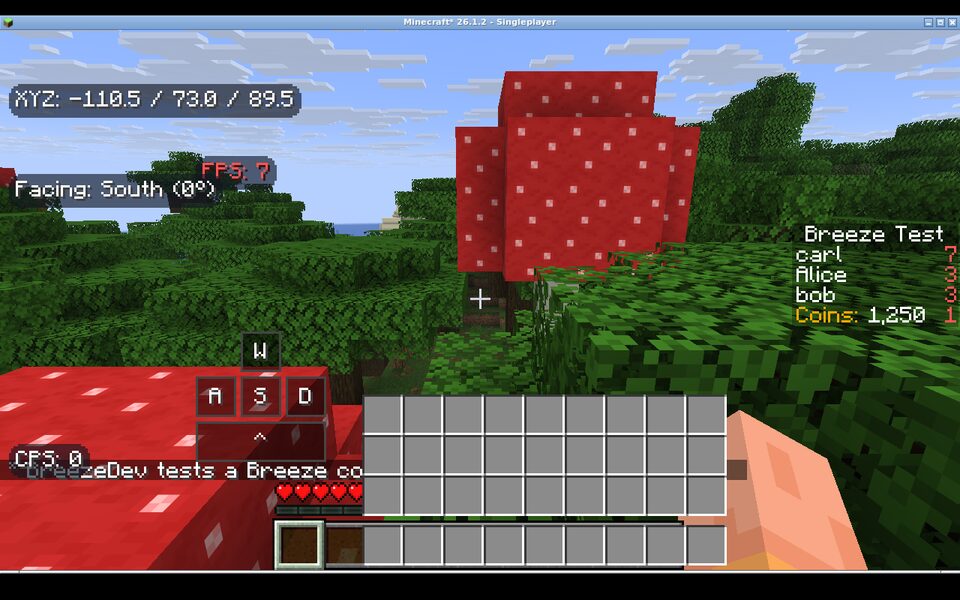 Minecraft* 26.1.2 - Singleplayer
XYZ: -110.5 / 73.0 / 89.5
FPS: 7
Facing: South (0°)
Breeze Test
carl 7
Alice 3
bob 3
Coins: 1,250 1
W
A S D
^
CPS: 0
tests a Breeze